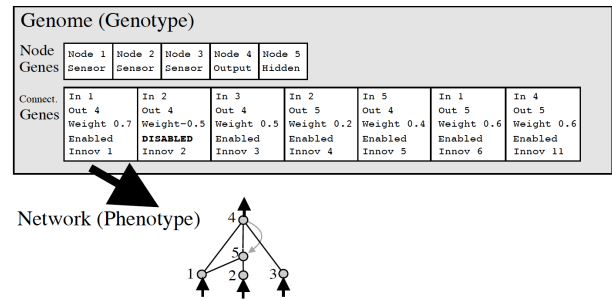 Genome (Genotype)
Node Genes
Node 1 Sensor
Node 2 Sensor
Node 3 Sensor
Node 4 Output
Node 5 Hidden
Connect. Genes
In 1
Out 4
Weight 0.7
Enabled
Innov 1
In 2
Out 4
Weight-0.5
DISABLED
Innov 2
In 3
Out 4
Weight 0.5
Enabled
Innov 3
In 2
Out 5
Weight 0.2
Enabled
Innov 4
In 5
Out 4
Weight 0.4
Enabled
Innov 5
In 1
Out 5
Weight 0.6
Enabled
Innov 6
In 4
Out 5
Weight 0.6
Enabled
Innov 11
Network (Phenotype)
4
5
1
2
3